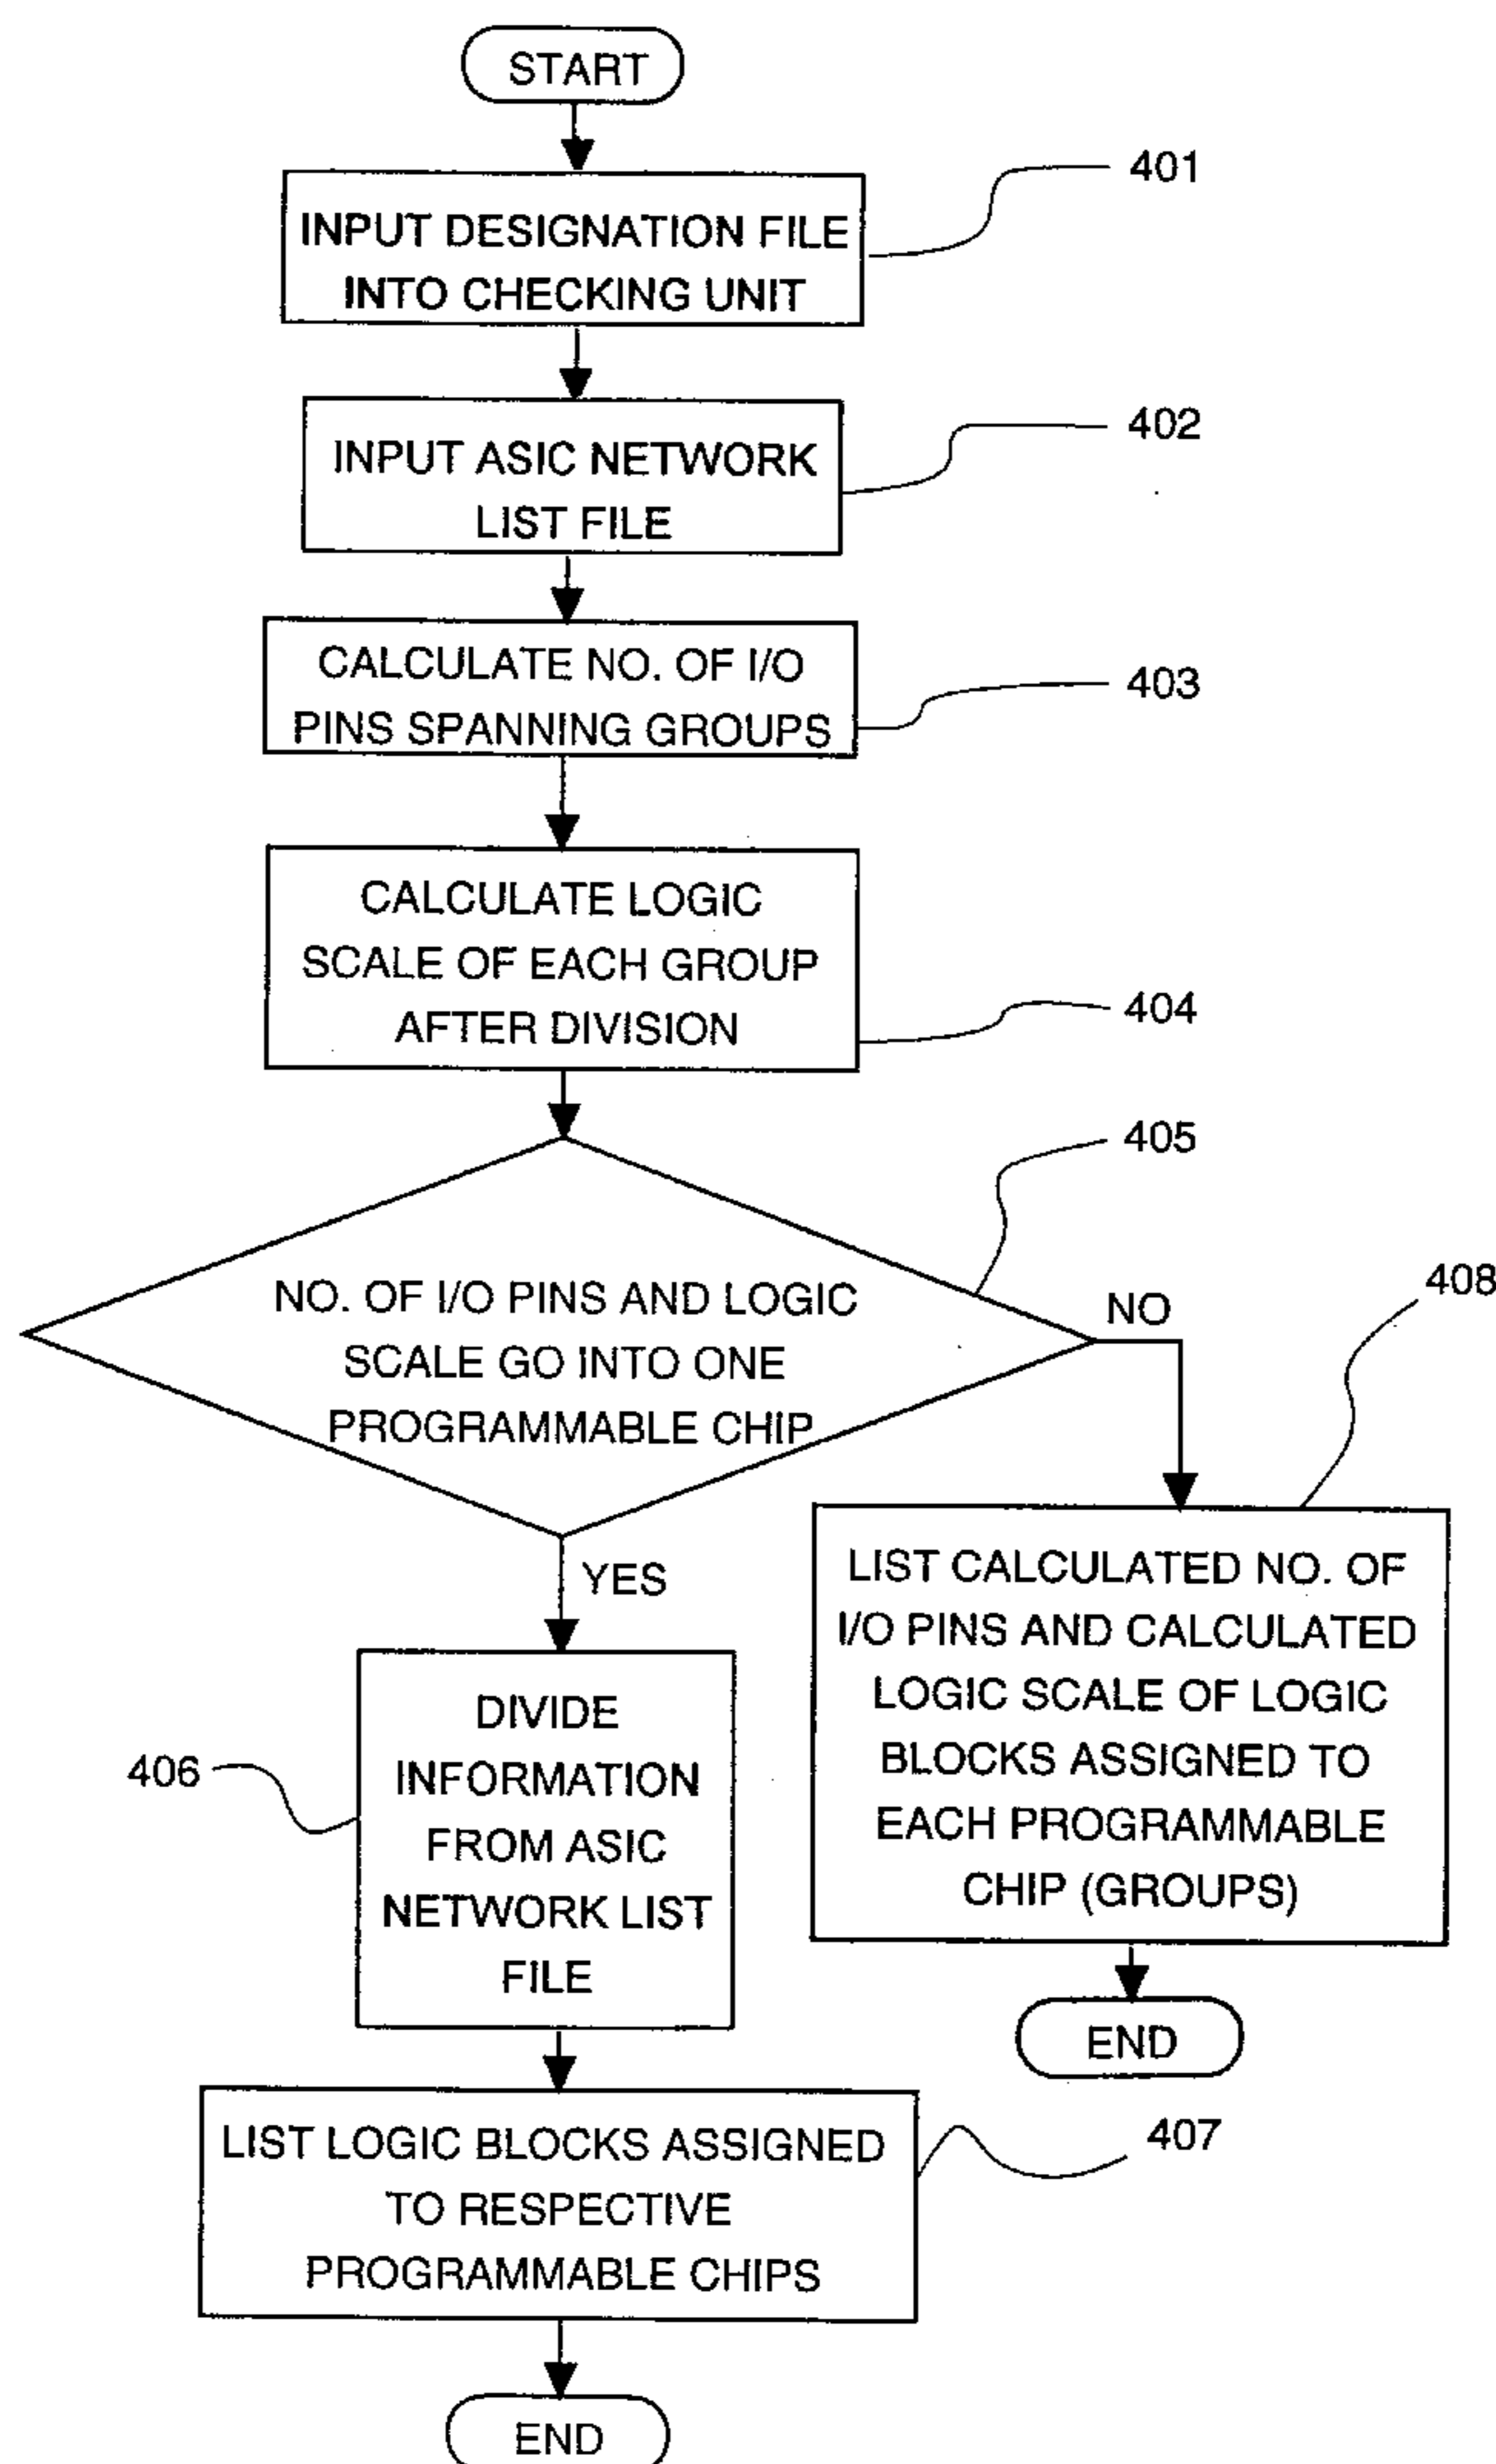 START
401
INPUT DESIGNATION FILE
INTO CHECKING UNIT
402
INPUT ASIC NETWORK
LIST FILE
CALCULATE NO. OF I/O
PINS SPANNING GROUPS
403
CALCULATE LOGIC
SCALE OF EACH GROUP
AFTER DIVISION
404
405
NO. OF I/O PINS AND LOGIC
SCALE GO INTO ONE
PROGRAMMABLE CHIP
NO
408
YES
LIST CALCULATED NO. OF
I/O PINS AND CALCULATED
LOGIC SCALE OF LOGIC
BLOCKS ASSIGNED TO
EACH PROGRAMMABLE
CHIP (GROUPS)
END
406
DIVIDE
INFORMATION
FROM ASIC
NETWORK LIST
FILE
407
LIST LOGIC BLOCKS ASSIGNED
TO RESPECTIVE
PROGRAMMABLE CHIPS
END